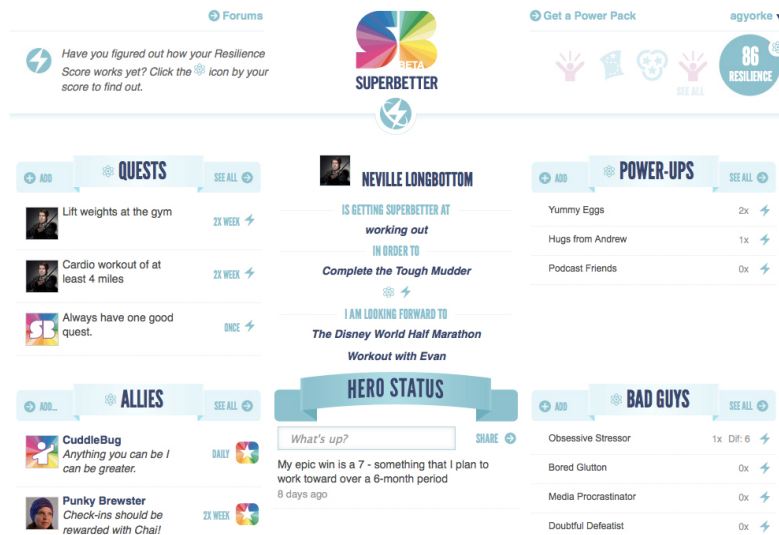 Forums
Get a Power Pack
agyorke
Have you figured out how your Resilience
Score works yet? Click the icon by your
score to find out.
SB
BETA
SUPERBETTER
SEE ALL
86
RESILIENCE
ADD
QUESTS
SEE ALL
Lift weights at the gym
2X WEEK
Cardio workout of at
least 4 miles
2X WEEK
SB
Always have one good
quest.
ONCE
NEVILLE LONGBOTTOM
IS GETTING SUPERBETTER AT
working out
IN ORDER TO
Complete the Tough Mudder
I AM LOOKING FORWARD TO
The Disney World Half Marathon
Workout with Evan
ADD
POWER-UPS
SEE ALL
Yummy Eggs 2x
Hugs from Andrew 1x
Podcast Friends 0x
ADD...
ALLIES
SEE ALL
CuddleBug
Anything you can be I
can be greater.
DAILY
Punky Brewster
Check-ins should be
rewarded with Chai!
2X WEEK
HERO STATUS
What's up?
SHARE
My epic win is a 7 - something that I plan to
work toward over a 6-month period
8 days ago
ADD
BAD GUYS
SEE ALL
Obsessive Stressor 1x Dif: 6
Bored Glutton 0x
Media Procrastinator 0x
Doubtful Defeatist 0x